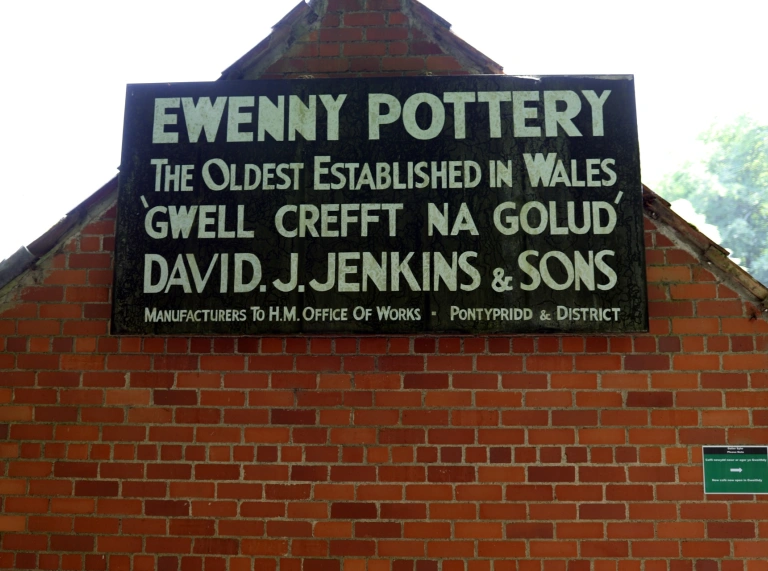 EWENNY POTTERY
THE OLDEST ESTABLISHED IN WALES
'GWELL CREFFT NA GOLUD'
DAVID. J. JENKINS & SONS
MANUFACTURERS TO H.M. OFFICE OF WORKS • PONTYPRIDD & DISTRICT